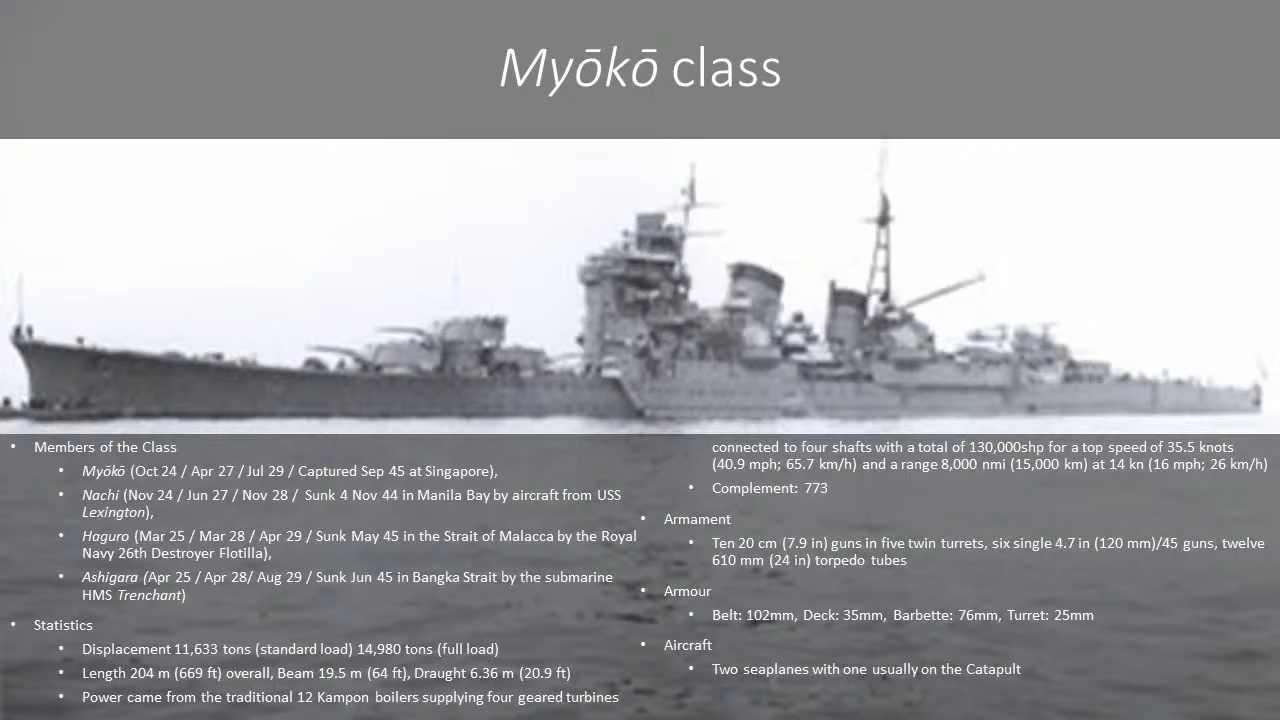 Myōkō class
• Members of the Class
• Myōkō (Oct 24 / Apr 27 / Jul 29 / Captured Sep 45 at Singapore),
• Nachi (Nov 24 / Jun 27 / Nov 28 / Sunk 4 Nov 44 in Manila Bay by aircraft from USS
Lexington),
• Haguro (Mar 25 / Mar 28 / Apr 29 / Sunk May 45 in the Strait of Malacca by the Royal
Navy 26th Destroyer Flotilla),
• Ashigara (Apr 25 / Apr 28/ Aug 29 / Sunk Jun 45 in Bangka Strait by the submarine
HMS Trenchant)
• Statistics
• Displacement 11,633 tons (standard load) 14,980 tons (full load)
• Length 204 m (669 ft) overall, Beam 19.5 m (64 ft), Draught 6.36 m (20.9 ft)
• Power came from the traditional 12 Kampon boilers supplying four geared turbines
connected to four shafts with a total of 130,000shp for a top speed of 35.5 knots
(40.9 mph; 65.7 km/h) and a range 8,000 nmi (15,000 km) at 14 kn (16 mph; 26 km/h)
• Complement: 773
• Armament
• Ten 20 cm (7.9 in) guns in five twin turrets, six single 4.7 in (120 mm)/45 guns, twelve
610 mm (24 in) torpedo tubes
• Armour
• Belt: 102mm, Deck: 35mm, Barbette: 76mm, Turret: 25mm
• Aircraft
• Two seaplanes with one usually on the Catapult